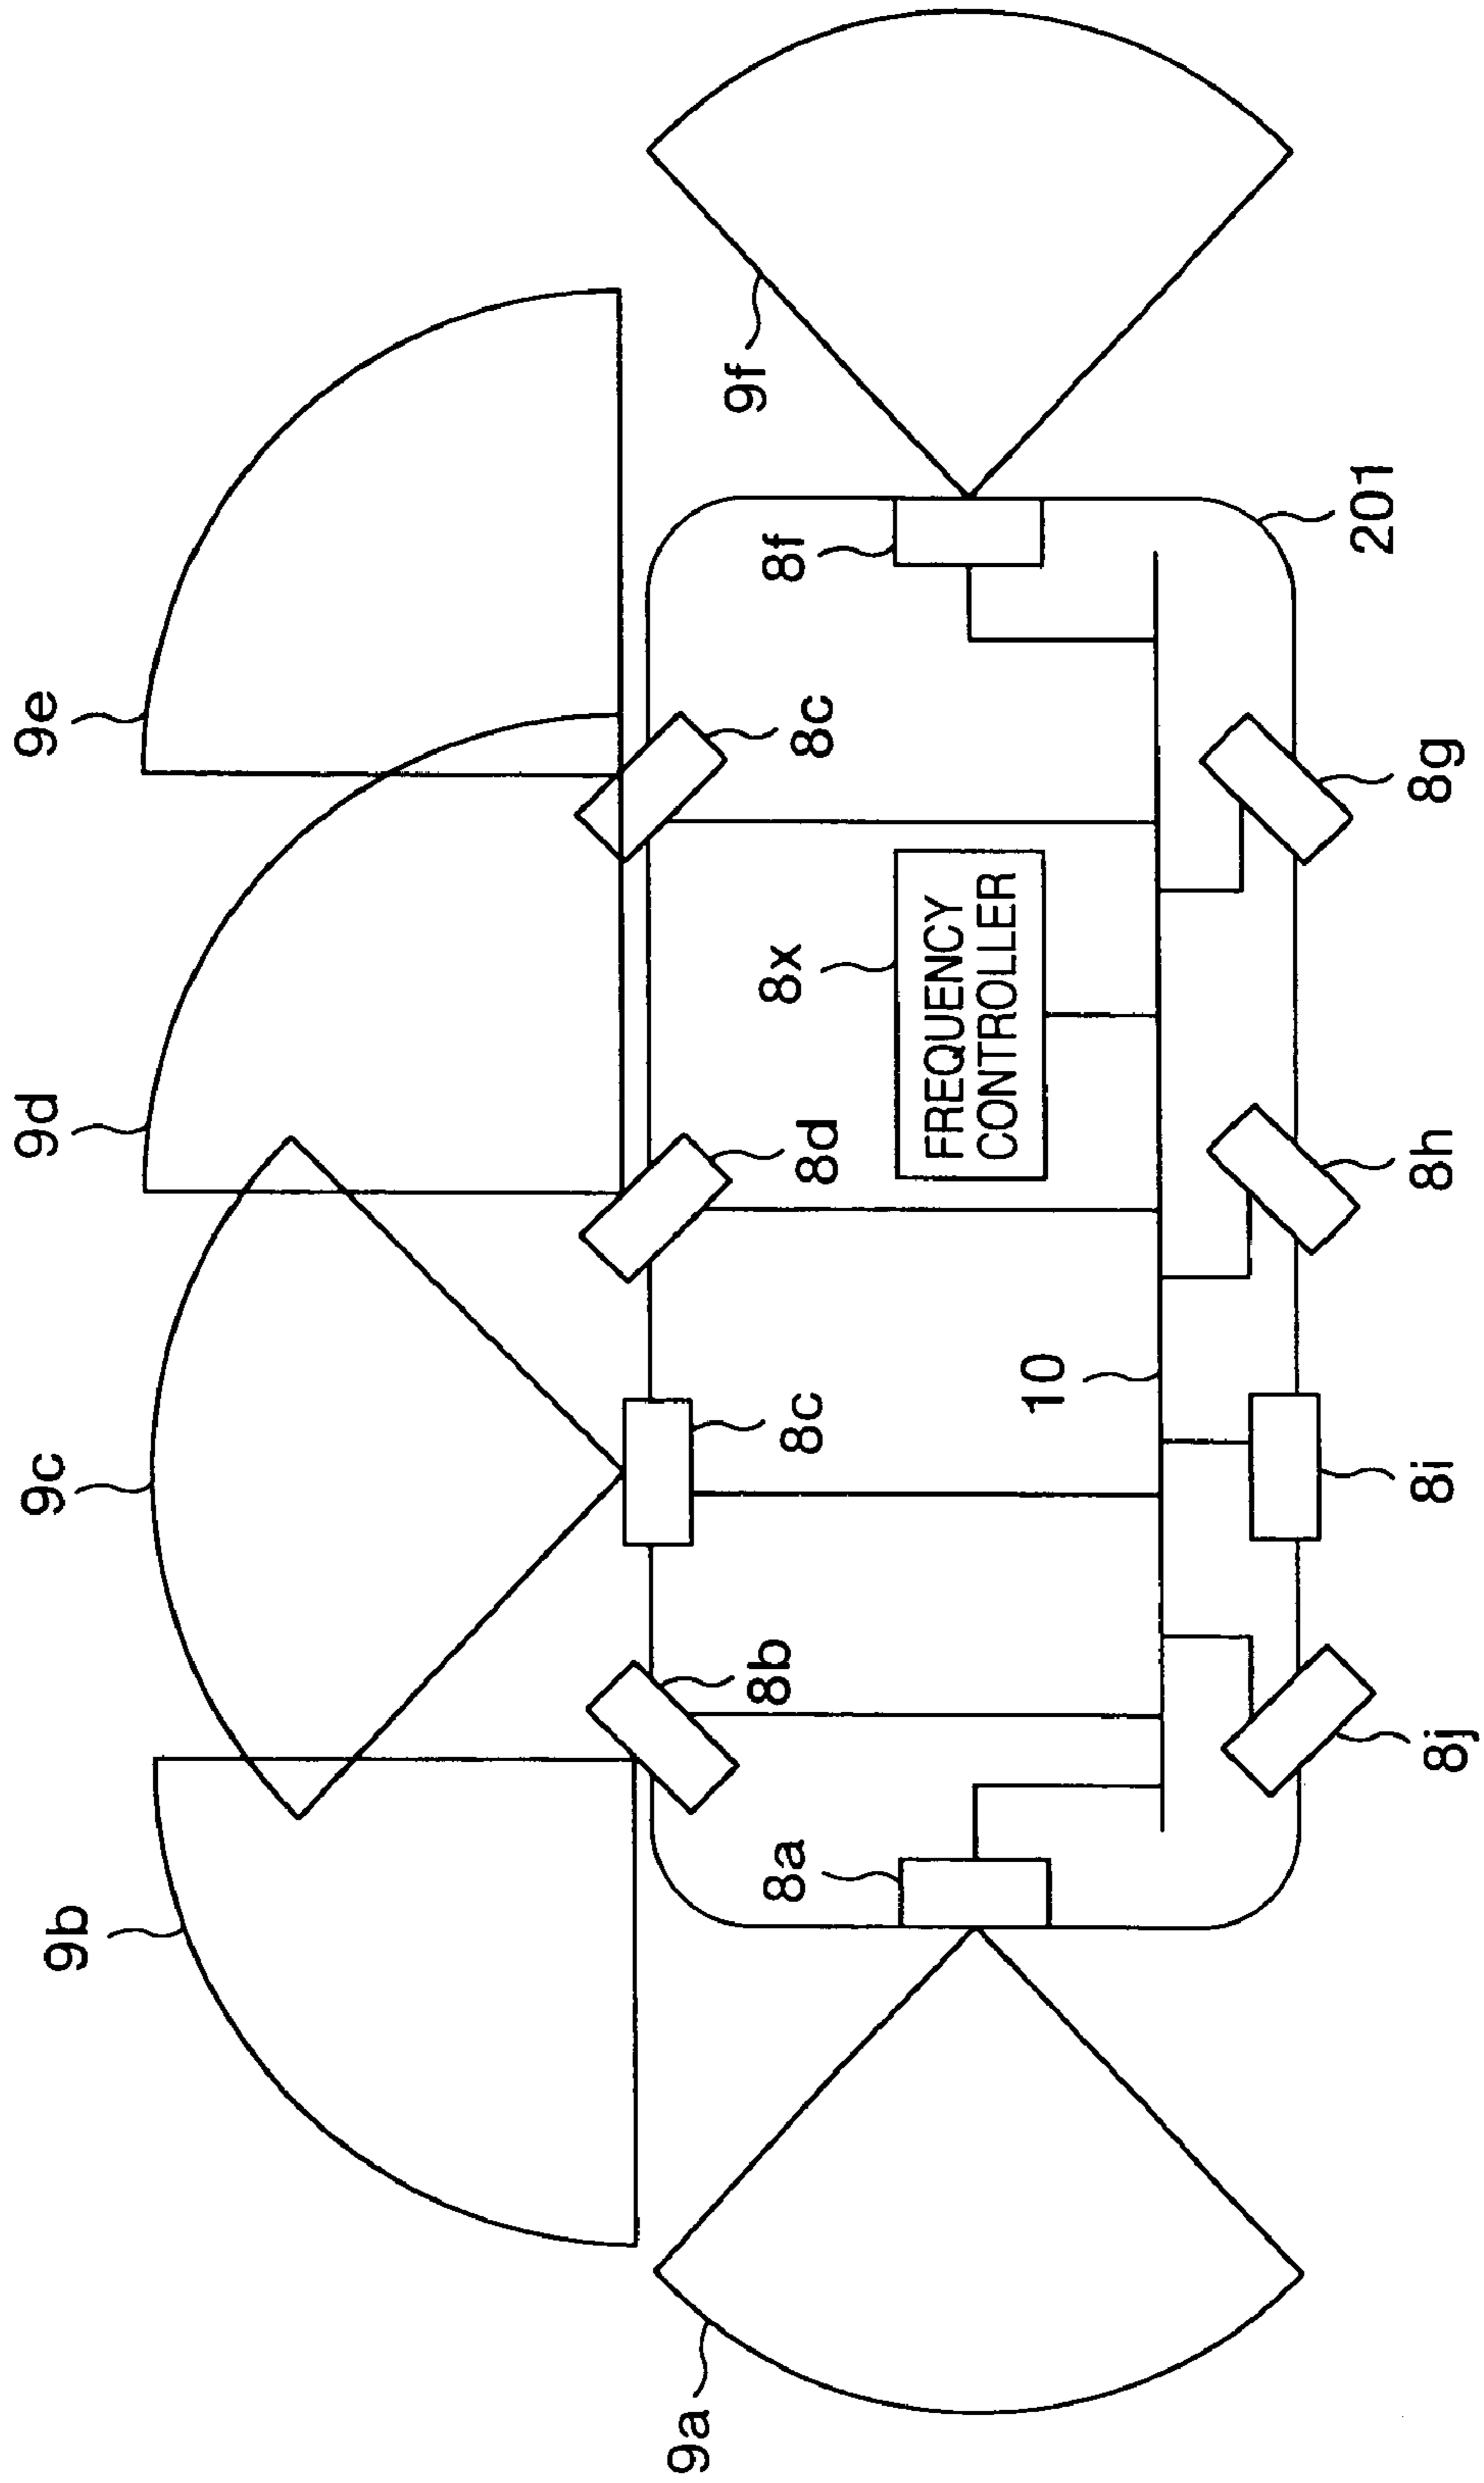 9b
9c
9d
9e
9a
8b
9f
8a
8c
8d
8x
8c
8f
FREQUENCY
CONTROLLER
10
201
8j
8i
8h
8g